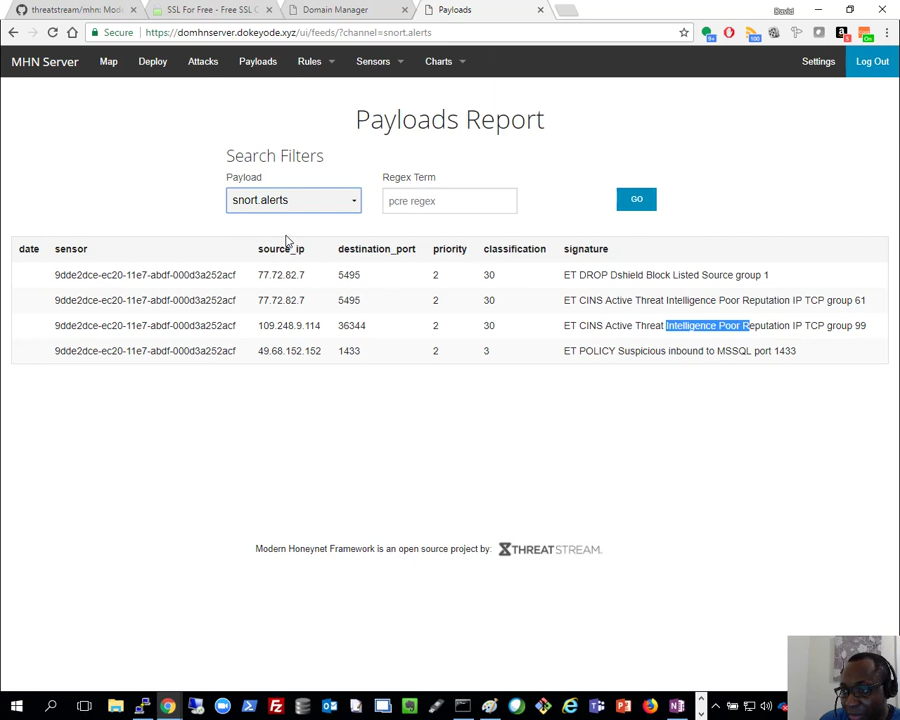 threatstream/mhn: Mod
SSL For Free - Free SSL C
Domain Manager
Payloads
David
Secure
https://domhnserver.dokeyode.xyz/ui/feeds/?channel=snort.alerts
MHN Server
Map
Deploy
Attacks
Payloads
Rules
Sensors
Charts
Settings
Log Out
Payloads Report
Search Filters
Payload
Regex Term
snort.alerts
pcre regex
GO
date sensor source_ip destination_port priority classification signature
9dde2dce-ec20-11e7-abdf-000d3a252acf 77.72.82.7 5495 2 30 ET DROP Dshield Block Listed Source group 1
9dde2dce-ec20-11e7-abdf-000d3a252acf 77.72.82.7 5495 2 30 ET CINS Active Threat Intelligence Poor Reputation IP TCP group 61
9dde2dce-ec20-11e7-abdf-000d3a252acf 109.248.9.114 36344 2 30 ET CINS Active Threat Intelligence Poor Reputation IP TCP group 99
9dde2dce-ec20-11e7-abdf-000d3a252acf 49.68.152.152 1433 2 3 ET POLICY Suspicious inbound to MSSQL port 1433
Modern Honeynet Framework is an open source project by: THREATSTREAM.